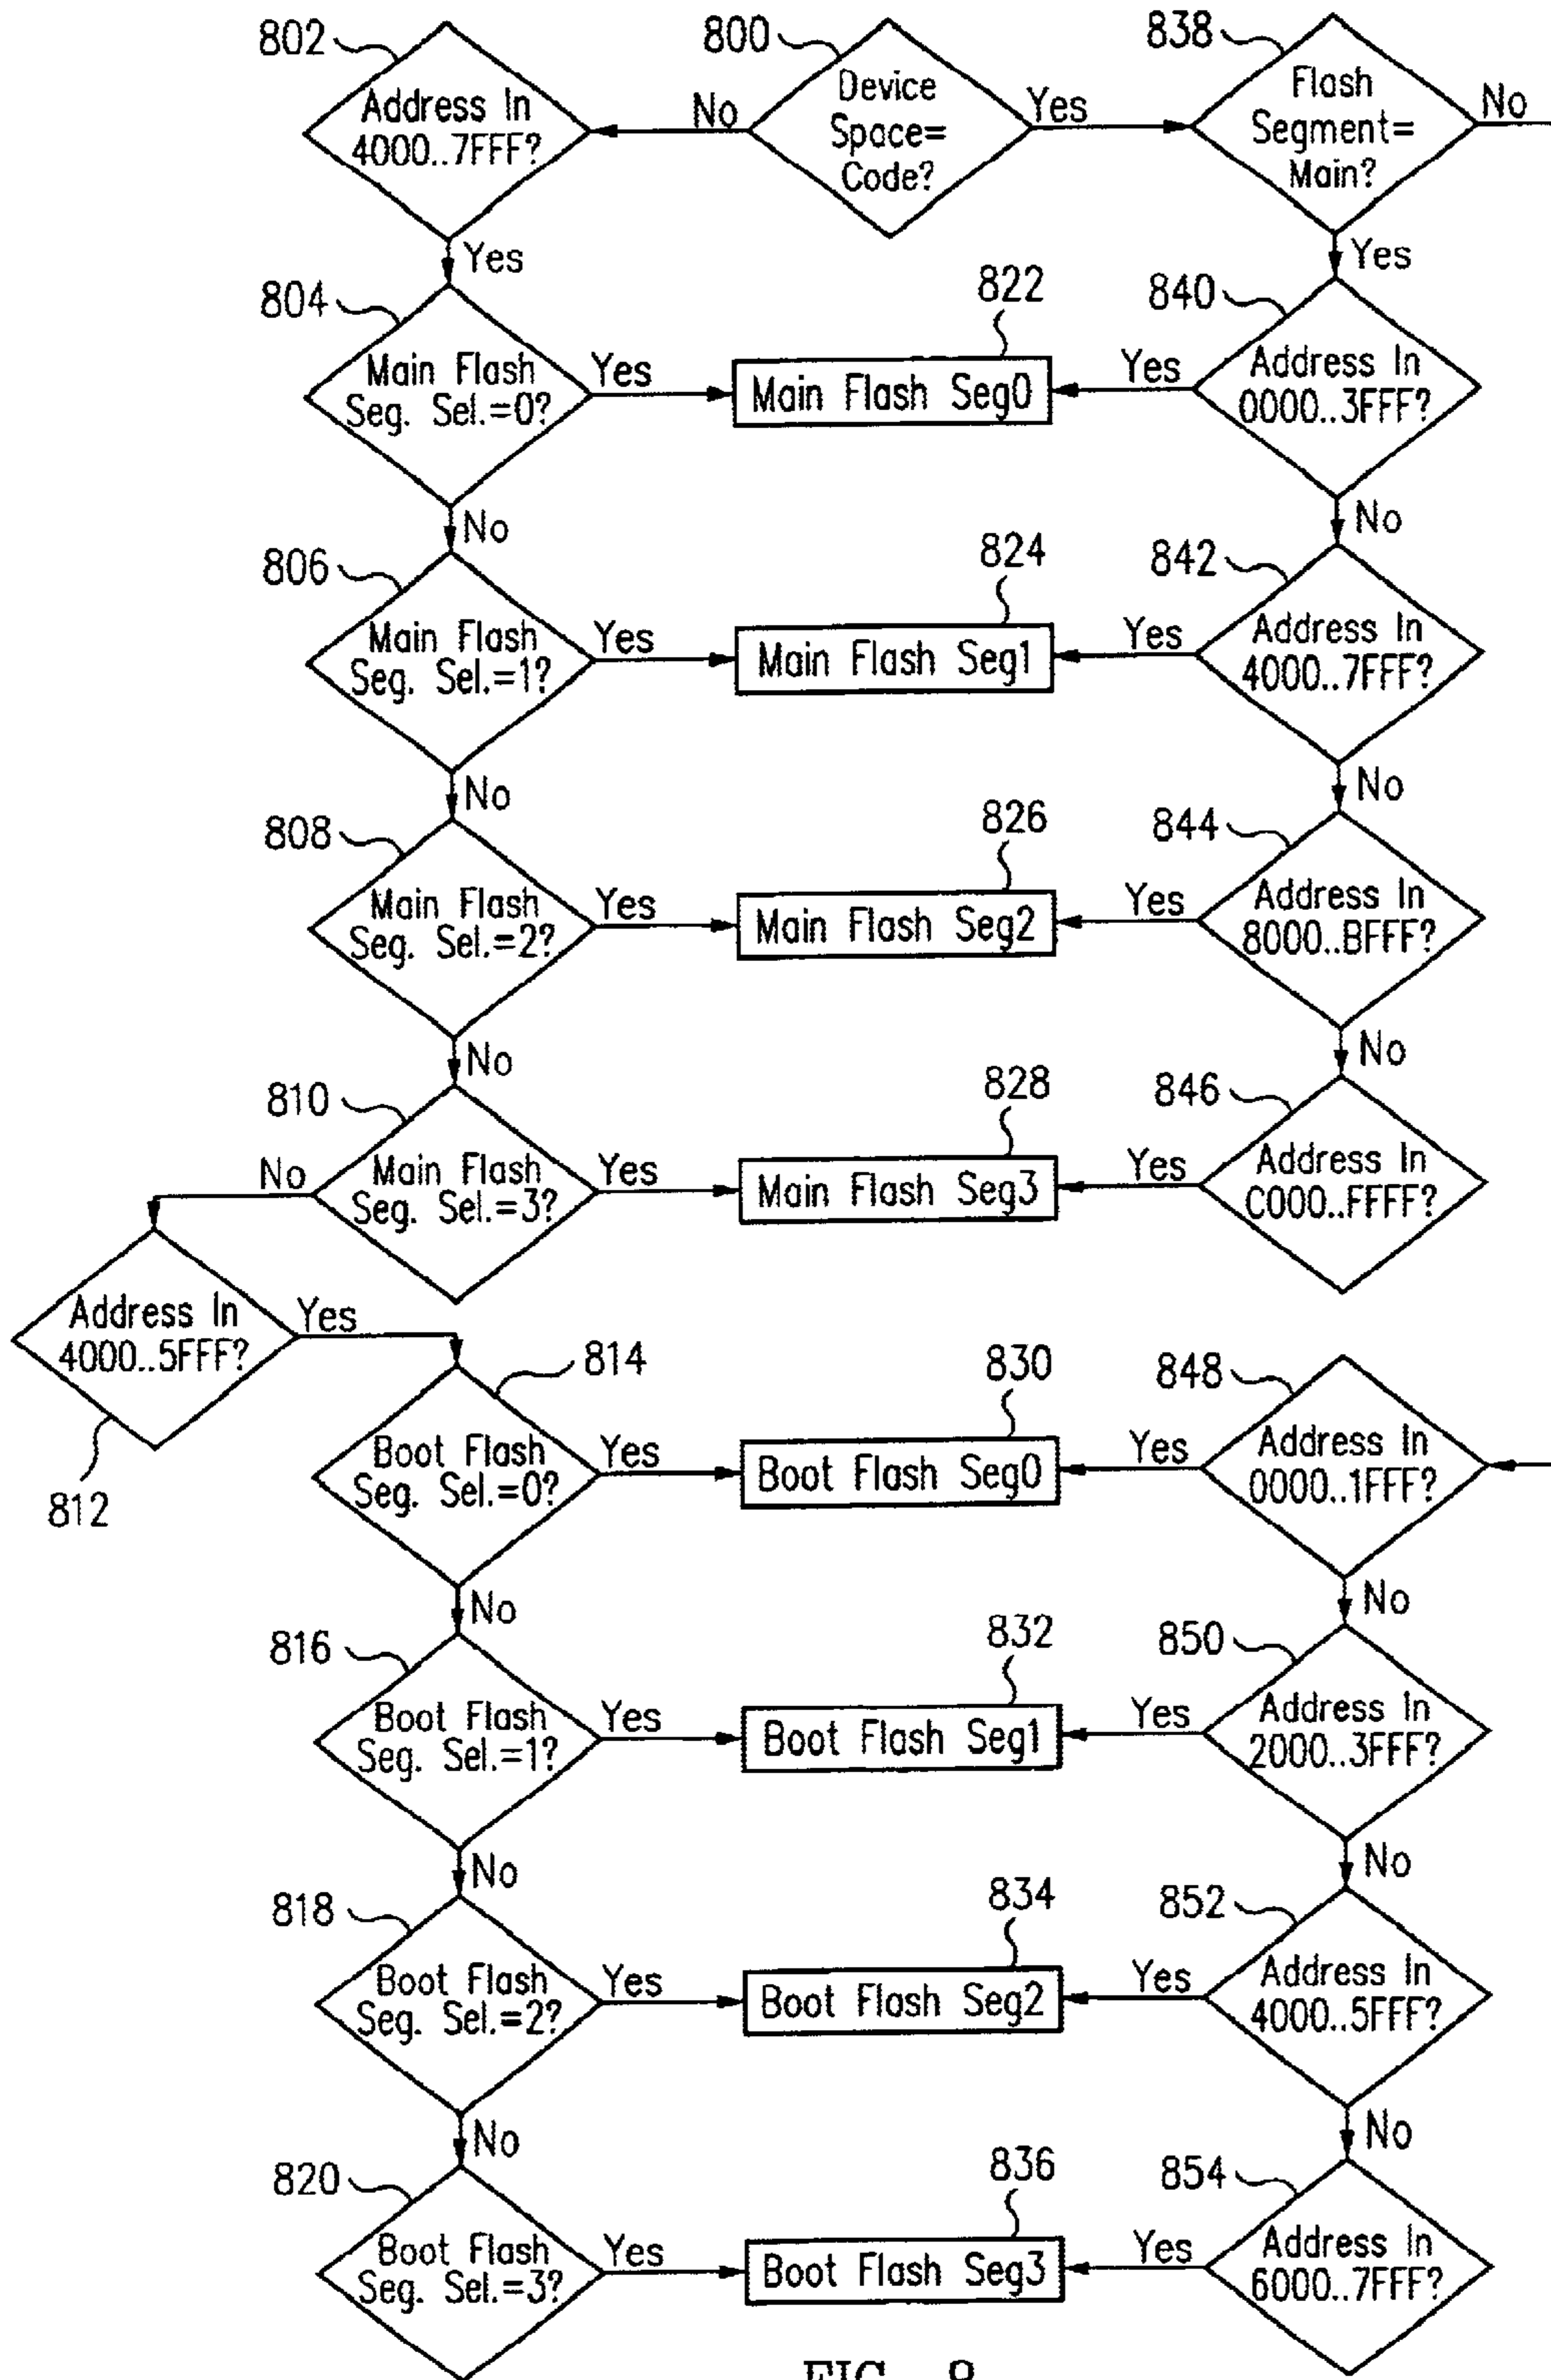 802
800
838
Address In
4000..7FFF?
No
Device
Space=
Code?
Yes
Flash
Segment=
Main?
No
Yes
Yes
804
822
840
Main Flash
Seg. Sel.=0?
Yes
Main Flash Seg0
Yes
Address In
0000..3FFF?
No
No
806
824
842
Main Flash
Seg. Sel.=1?
Yes
Main Flash Seg1
Yes
Address In
4000..7FFF?
No
No
808
826
844
Main Flash
Seg. Sel.=2?
Yes
Main Flash Seg2
Yes
Address In
8000..BFFF?
No
No
810
828
846
No
Main Flash
Seg. Sel.=3?
Yes
Main Flash Seg3
Yes
Address In
C000..FFFF?
Address In
4000..5FFF?
Yes
812
814
830
848
Boot Flash
Seg. Sel.=0?
Yes
Boot Flash Seg0
Yes
Address In
0000..1FFF?
No
No
816
832
850
Boot Flash
Seg. Sel.=1?
Yes
Boot Flash Seg1
Yes
Address In
2000..3FFF?
No
No
818
834
852
Boot Flash
Seg. Sel.=2?
Yes
Boot Flash Seg2
Yes
Address In
4000..5FFF?
No
No
820
836
854
Boot Flash
Seg. Sel.=3?
Yes
Boot Flash Seg3
Yes
Address In
6000..7FFF?
FIG. 8